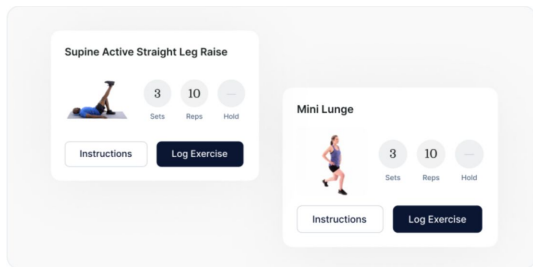 Supine Active Straight Leg Raise
3 10 —
Sets Reps Hold
Instructions Log Exercise
Mini Lunge
3 10 —
Sets Reps Hold
Instructions Log Exercise